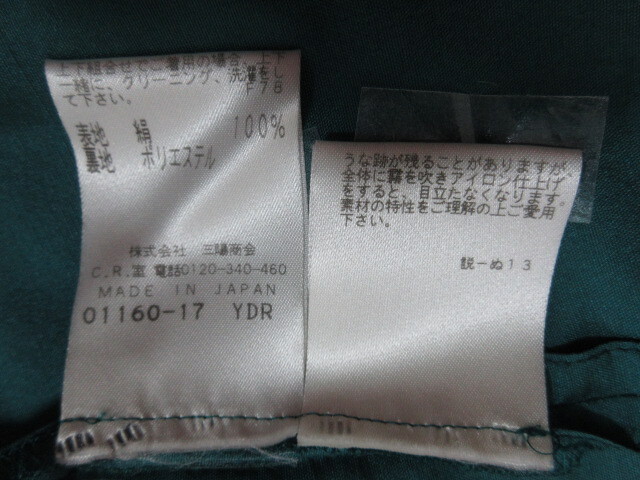 下組合せでご着用の場合、上
一緒に、クリーニング、洗濯を
て下さい。
表地 絹 100%
裏地 ポリエステル
株式会社 三陽商会
C.R.室 電話0120-340-460
MADE IN JAPAN
01160-17 YDR
うな跡が残ることがありますが、
全体に霧を吹きアイロン仕上げ
をすると、目立たなくなります。
素材の特性をご理解の上ご愛用
下さい。
説ーぬ13